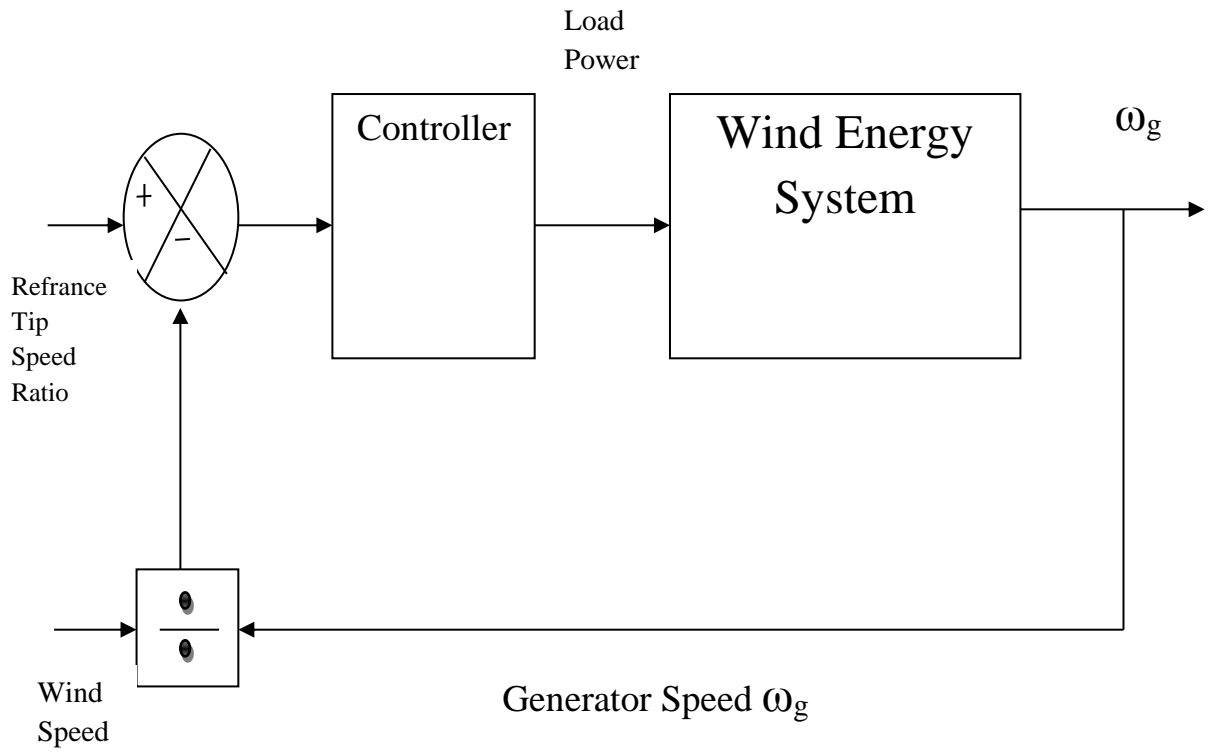 Load
Power
Controller
Wind Energy
System
ωg
+
−
Refrance
Tip
Speed
Ratio
Wind
Speed
Generator Speed ωg